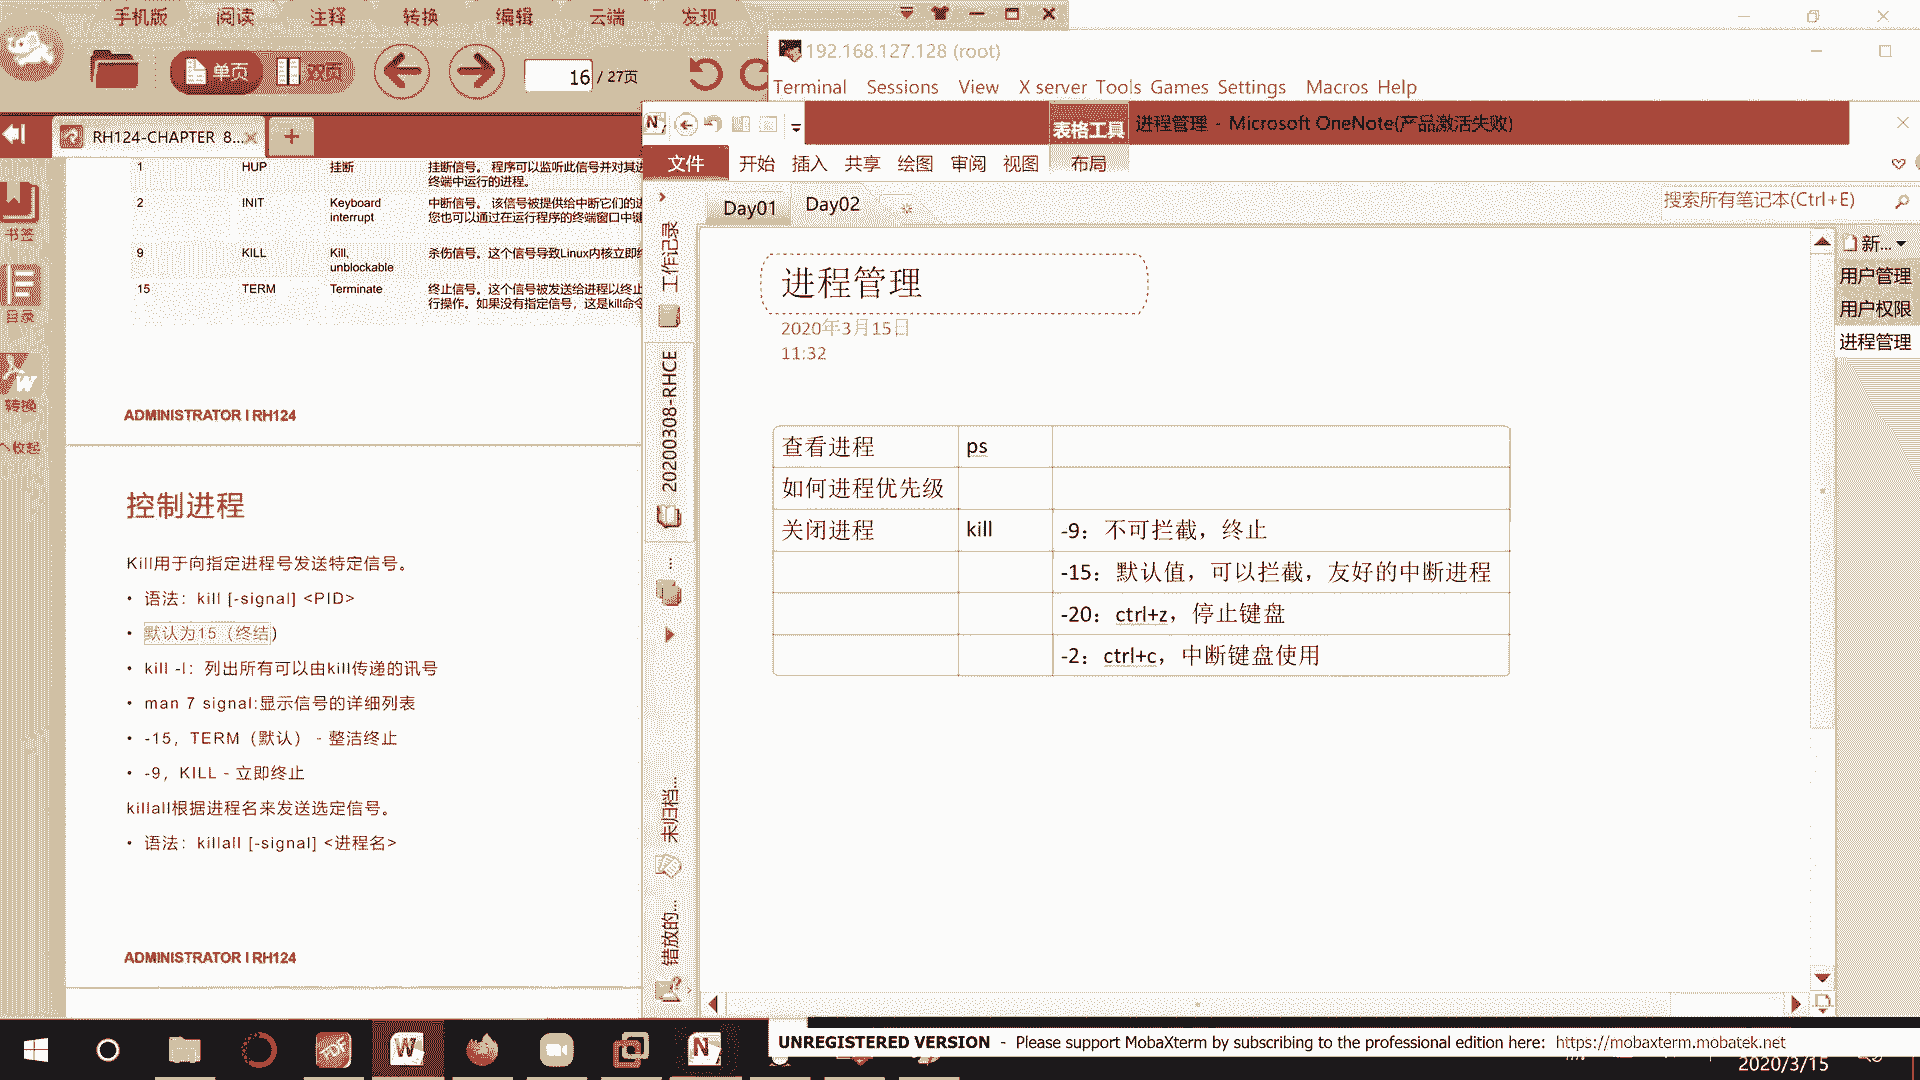 手机版 阅读 注释 转换 编辑 云端 发现
单页 双页 16 / 27页
RH124-CHAPTER 8...
书签
目录
转换
收起
1 HUP 挂断 挂断信号。 程序可以监听此信号并对其进
终端中运行的进程。
2 INIT Keyboard interrupt 中断信号。 该信号被提供给中断它们的进
您也可以通过在运行程序的终端窗口中键
9 KILL Kill, unblockable 杀伤信号。这个信号导致Linux内核立即终
15 TERM Terminate 终止信号。这个信号被发送给进程以终止
行操作。如果没有指定信号，这是kill命令
ADMINISTRATOR I RH124
控制进程
Kill用于向指定进程号发送特定信号。
• 语法：kill [-signal] <PID>
• 默认为15（终结)
• kill -l：列出所有可以由kill传递的讯号
• man 7 signal:显示信号的详细列表
• -15，TERM（默认） - 整洁终止
• -9，KILL - 立即终止
killall根据进程名来发送选定信号。
• 语法：killall [-signal] <进程名>
ADMINISTRATOR I RH124
192.168.127.128 (root)
Terminal Sessions View X server Tools Games Settings Macros Help
表格工具 进程管理 - Microsoft OneNote(产品激活失败)
文件 开始 插入 共享 绘图 审阅 视图 布局
Day01 Day02
搜索所有笔记本(Ctrl+E)
工作记录
20200308-RHCE
未归档...
错放的...
进程管理
2020年3月15日
11:32
查看进程 ps
如何进程优先级
关闭进程 kill -9：不可拦截，终止
-15：默认值，可以拦截，友好的中断进程
-20：ctrl+z，停止键盘
-2：ctrl+c，中断键盘使用
新...
用户管理
用户权限
进程管理
UNREGISTERED VERSION - Please support MobaXterm by subscribing to the professional edition here: https://mobaxterm.mobatek.net
2020/3/15